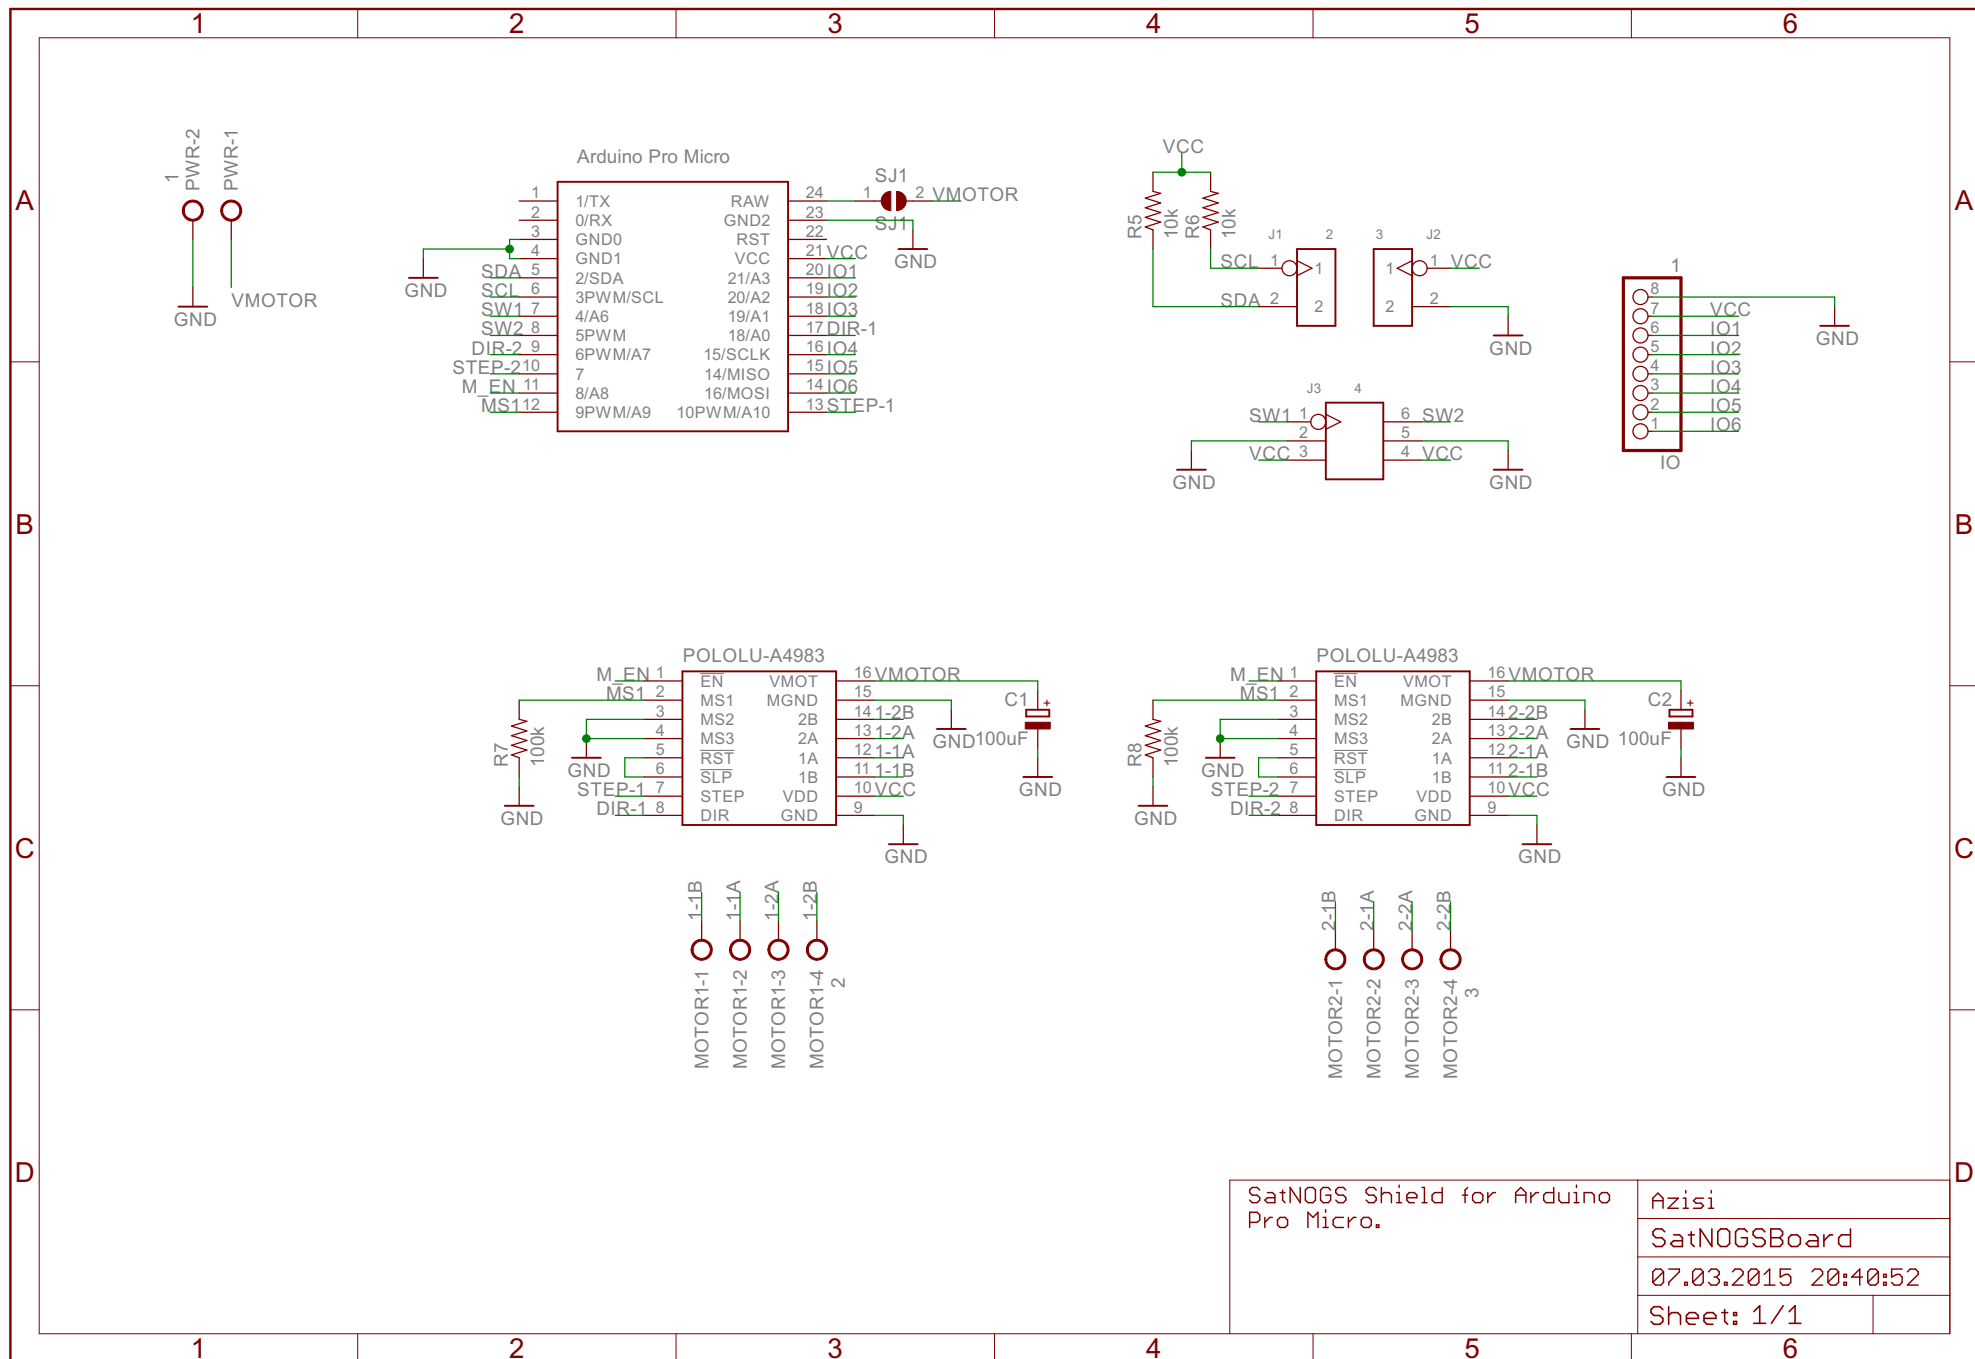 1 2 3 4 5 6
A A
B B
C C
D D
1
PWR-2
PWR-1
GND
VMOTOR
Arduino Pro Micro
1 1/TX RAW 24
2 0/RX GND2 23
3 GND0 RST 22
4 GND1 VCC 21 VCC
SDA 5 2/SDA 21/A3 20 IO1
SCL 6 3PWM/SCL 20/A2 19 IO2
SW1 7 4/A6 19/A1 18 IO3
SW2 8 5PWM 18/A0 17 DIR-1
DIR-2 9 6PWM/A7 15/SCLK 16 IO4
STEP-2 10 7 14/MISO 15 IO5
M_EN 11 8/A8 16/MOSI 14 IO6
MS1 12 9PWM/A9 10PWM/A10 13 STEP-1
GND
SJ1
1 2 VMOTOR
SJ1
GND
VCC
R5 10k
R6 10k
J1 2
SCL 1 1
SDA 2 2
3 J2
1 1 VCC
2 2
GND
J3 4
SW1 1 6 SW2
2 5
VCC 3 4 VCC
GND GND
1
8
7 VCC
6 IO1
5 IO2
4 IO3
3 IO4
2 IO5
1 IO6
IO
GND
POLOLU-A4983
M_EN 1 EN VMOT 16 VMOTOR
MS1 2 MS1 MGND 15
3 MS2 2B 14 1-2B
4 MS3 2A 13 1-2A
5 RST 1A 12 1-1A
6 SLP 1B 11 1-1B
STEP-1 7 STEP VDD 10 VCC
DIR-1 8 DIR GND 9
R7 100k
GND
GND
GND
GND
C1 +
100uF
GND
POLOLU-A4983
M_EN 1 EN VMOT 16 VMOTOR
MS1 2 MS1 MGND 15
3 MS2 2B 14 2-2B
4 MS3 2A 13 2-2A
5 RST 1A 12 2-1A
6 SLP 1B 11 2-1B
STEP-2 7 STEP VDD 10 VCC
DIR-2 8 DIR GND 9
R8 100k
GND
GND
GND
GND
C2 +
100uF
GND
1-1B 1-1A 1-2A 1-2B
MOTOR1-1 MOTOR1-2 MOTOR1-3 MOTOR1-4
2
2-1B 2-1A 2-2A 2-2B
MOTOR2-1 MOTOR2-2 MOTOR2-3 MOTOR2-4
3
SatNOGS Shield for Arduino
Pro Micro.
Azisi
SatNOGSBoard
07.03.2015 20:40:52
Sheet: 1/1
1 2 3 4 5 6